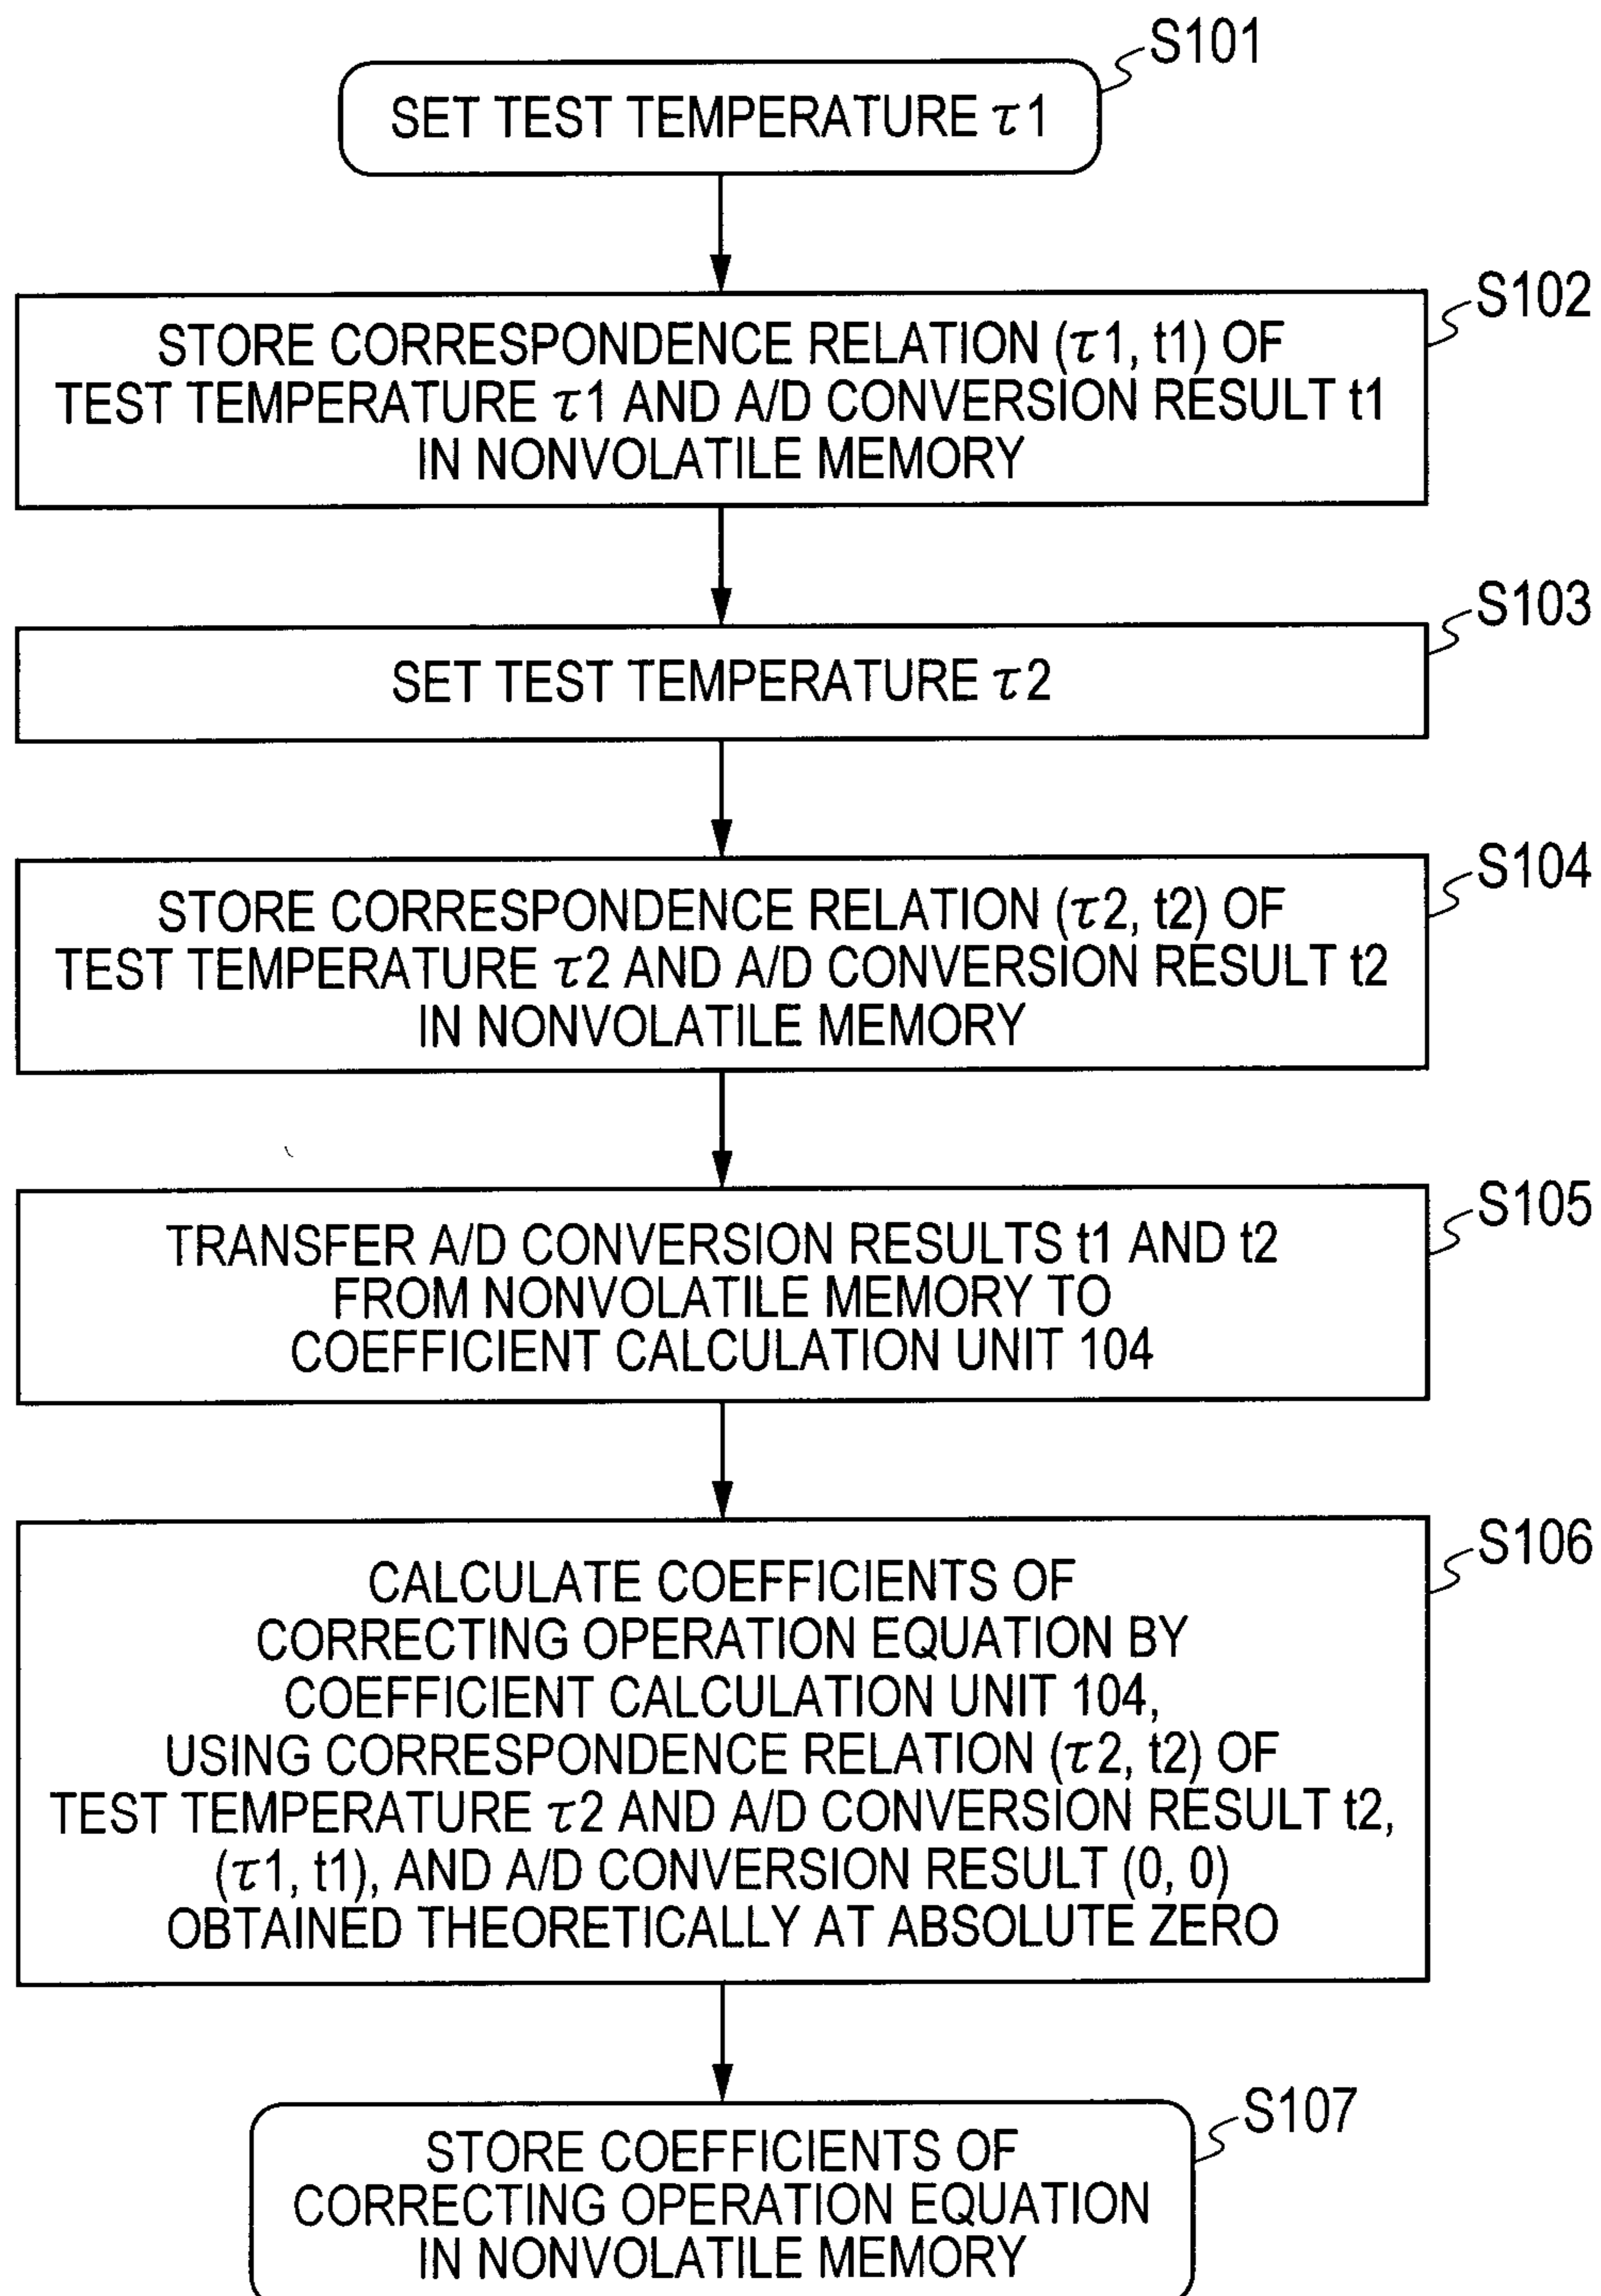 S101
SET TEST TEMPERATURE τ1
S102
STORE CORRESPONDENCE RELATION (τ1, t1) OF
TEST TEMPERATURE τ1 AND A/D CONVERSION RESULT t1
IN NONVOLATILE MEMORY
S103
SET TEST TEMPERATURE τ2
S104
STORE CORRESPONDENCE RELATION (τ2, t2) OF
TEST TEMPERATURE τ2 AND A/D CONVERSION RESULT t2
IN NONVOLATILE MEMORY
S105
TRANSFER A/D CONVERSION RESULTS t1 AND t2
FROM NONVOLATILE MEMORY TO
COEFFICIENT CALCULATION UNIT 104
S106
CALCULATE COEFFICIENTS OF
CORRECTING OPERATION EQUATION BY
COEFFICIENT CALCULATION UNIT 104,
USING CORRESPONDENCE RELATION (τ2, t2) OF
TEST TEMPERATURE τ2 AND A/D CONVERSION RESULT t2,
(τ1, t1), AND A/D CONVERSION RESULT (0, 0)
OBTAINED THEORETICALLY AT ABSOLUTE ZERO
S107
STORE COEFFICIENTS OF
CORRECTING OPERATION EQUATION
IN NONVOLATILE MEMORY